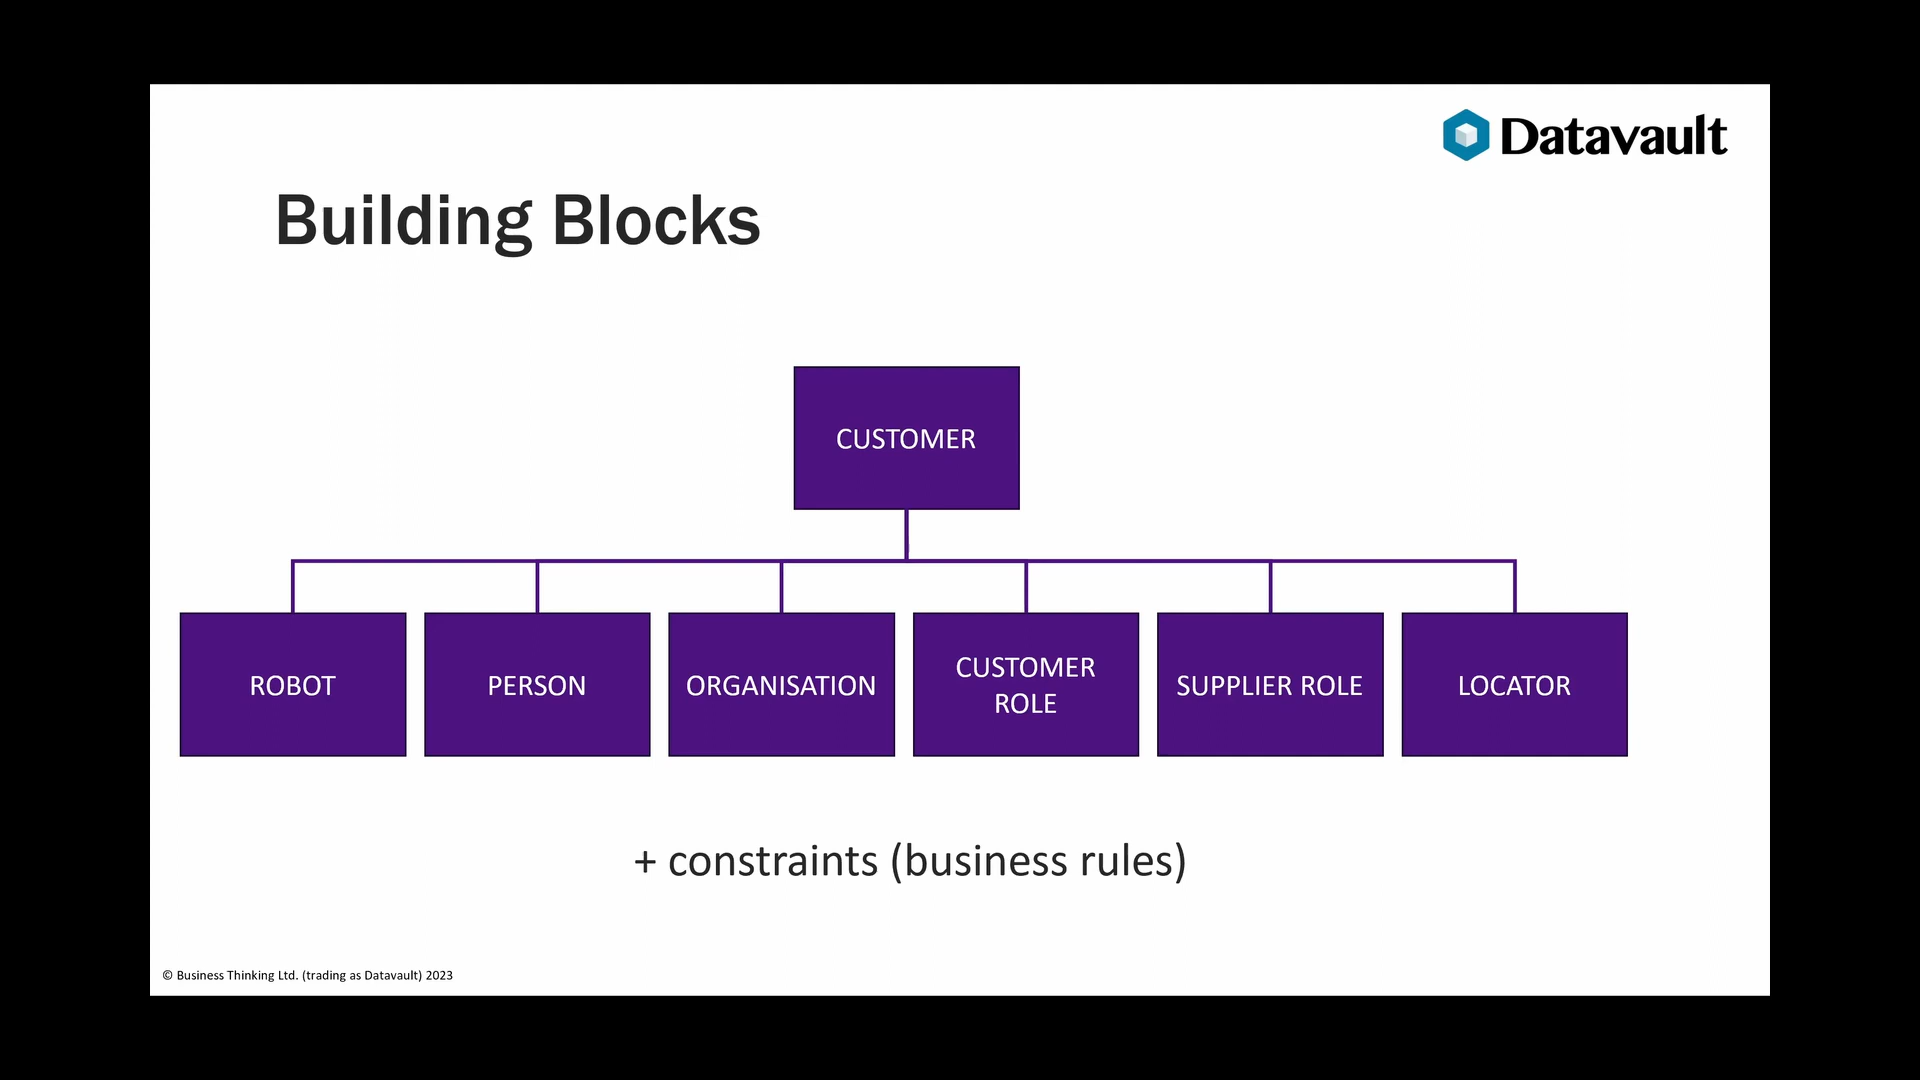 Datavault
Building Blocks
CUSTOMER
ROBOT
PERSON
ORGANISATION
CUSTOMER
ROLE
SUPPLIER ROLE
LOCATOR
+ constraints (business rules)
© Business Thinking Ltd. (trading as Datavault) 2023